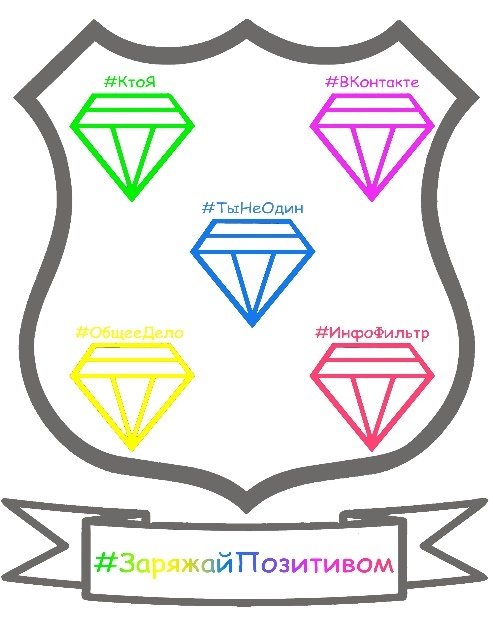 #КтоЯ
#ВКонтакте
#ТыНеОдин
#ОбщееДело
#ИнфоФильтр
#ЗаряжайПозитивом